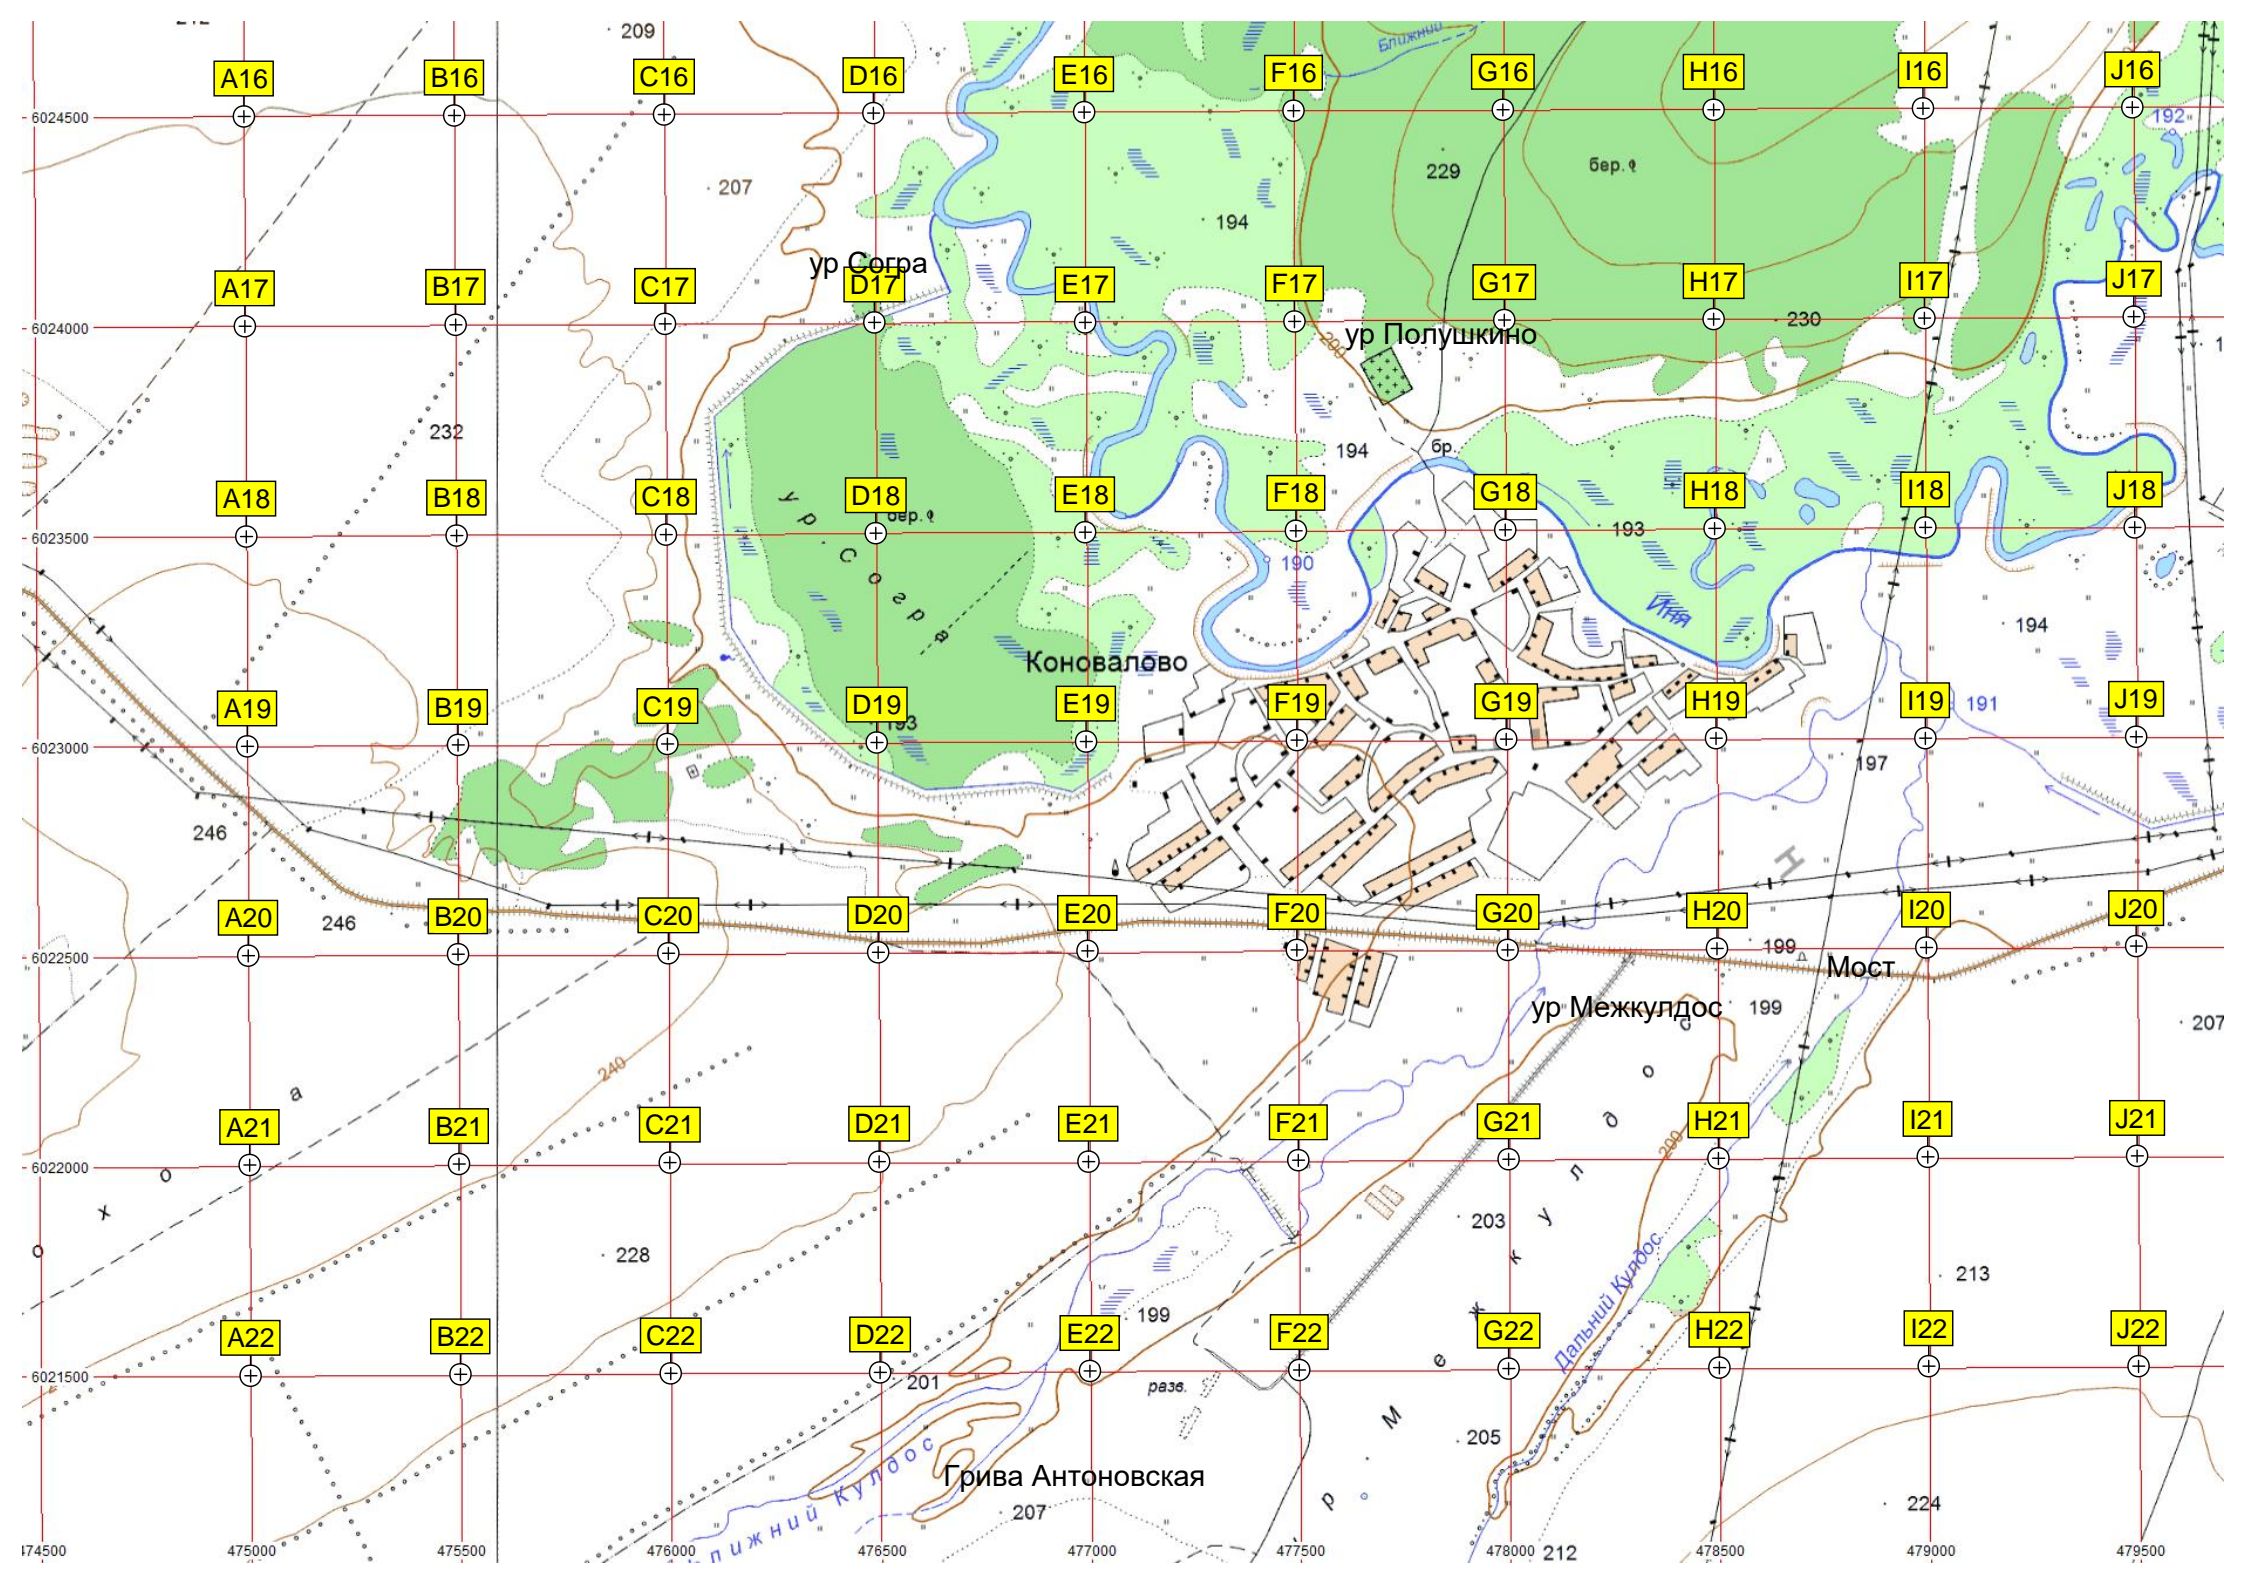 209
Ближний
A16 B16 C16 D16 E16 F16 G16 H16 I16 J16
6024500
192
229
бер.
207
194
ур Согра
A17 B17 C17 D17 E17 F17 G17 H17 I17 J17
6024000
230
ур Полушкино
200
1
232
194
бр.
A18 B18 C18 D18 E18 F18 G18 H18 I18 J18
бер.
6023500
193
190
ур. Согра
Иня
194
Коновалово
A19 B19 C19 D19 E19 F19 G19 H19 I19 J19
191
193
6023000
197
246
Н
246
A20 B20 C20 D20 E20 F20 G20 H20 I20 J20
6022500
199
Мост
ур Межкулдос
199
207
240
A21 B21 C21 D21 E21 F21 G21 H21 I21 J21
200
6022000
о х о а
203
228
213
199
Дальний Кулдос
A22 B22 C22 D22 E22 F22 G22 H22 I22 J22
6021500
201
разв.
р Межкулдос
205
Грива Антоновская
207
224
лижний Кулдос
212
474500 475000 475500 476000 476500 477000 477500 478000 478500 479000 479500